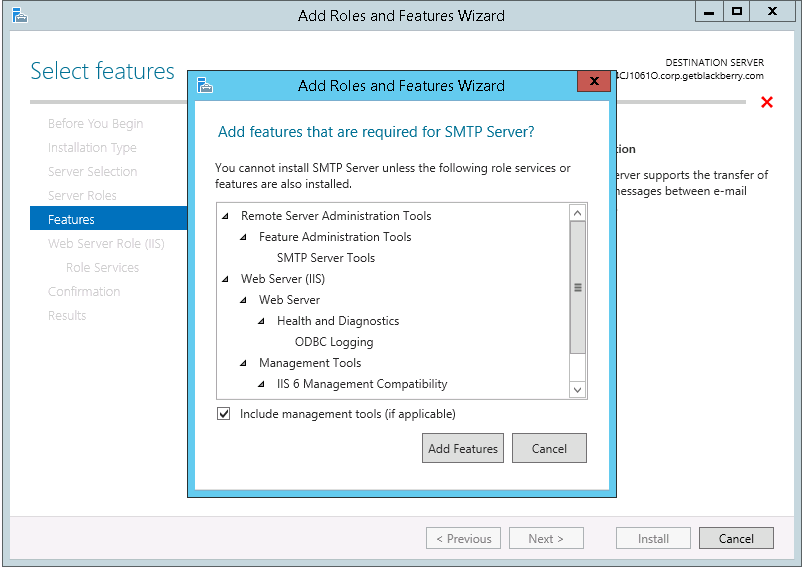 Add Roles and Features Wizard
Select features
DESTINATION SERVER
4CJ1061O.corp.getblackberry.com
Before You Begin
Installation Type
Server Selection
Server Roles
Features
Web Server Role (IIS)
Role Services
Confirmation
Results
Add Roles and Features Wizard
Add features that are required for SMTP Server?
You cannot install SMTP Server unless the following role services or
features are also installed.
Remote Server Administration Tools
Feature Administration Tools
SMTP Server Tools
Web Server (IIS)
Web Server
Health and Diagnostics
ODBC Logging
Management Tools
IIS 6 Management Compatibility
Include management tools (if applicable)
Add Features
Cancel
supports the transfer of
between e-mail
< Previous
Next >
Install
Cancel